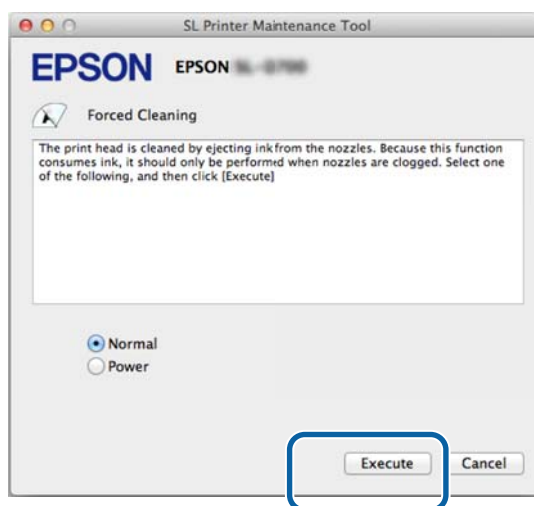 SL Printer Maintenance Tool
EPSON EPSON
Forced Cleaning
The print head is cleaned by ejecting ink from the nozzles. Because this function
consumes ink, it should only be performed when nozzles are clogged. Select one
of the following, and then click [Execute]
Normal
Power
Execute Cancel